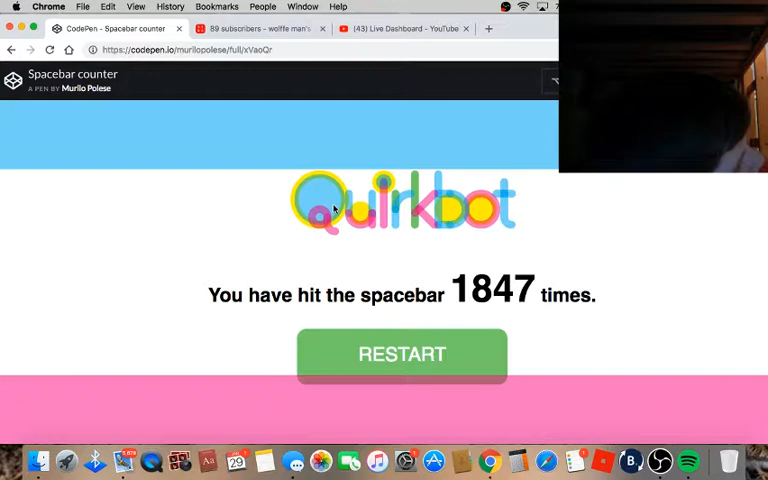 Chrome File Edit View History Bookmarks People Window Help
CodePen - Spacebar counter
89 subscribers - wolffe man's
(43) Live Dashboard - YouTube
https://codepen.io/murilopolese/full/xVaoQr
Spacebar counter
A PEN BY Murilo Polese
Quirkbot
You have hit the spacebar 1847 times.
RESTART